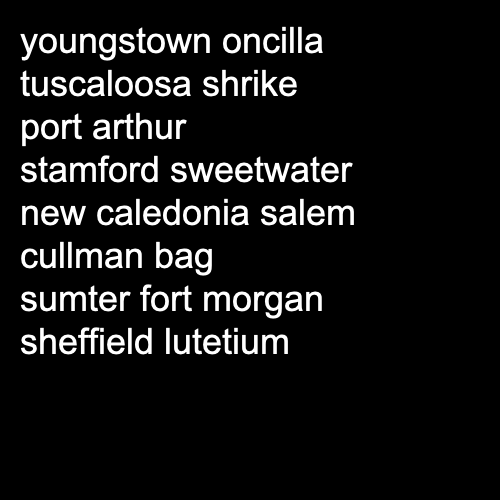 youngstown oncilla
tuscaloosa shrike
port arthur
stamford sweetwater
new caledonia salem
cullman bag
sumter fort morgan
sheffield lutetium